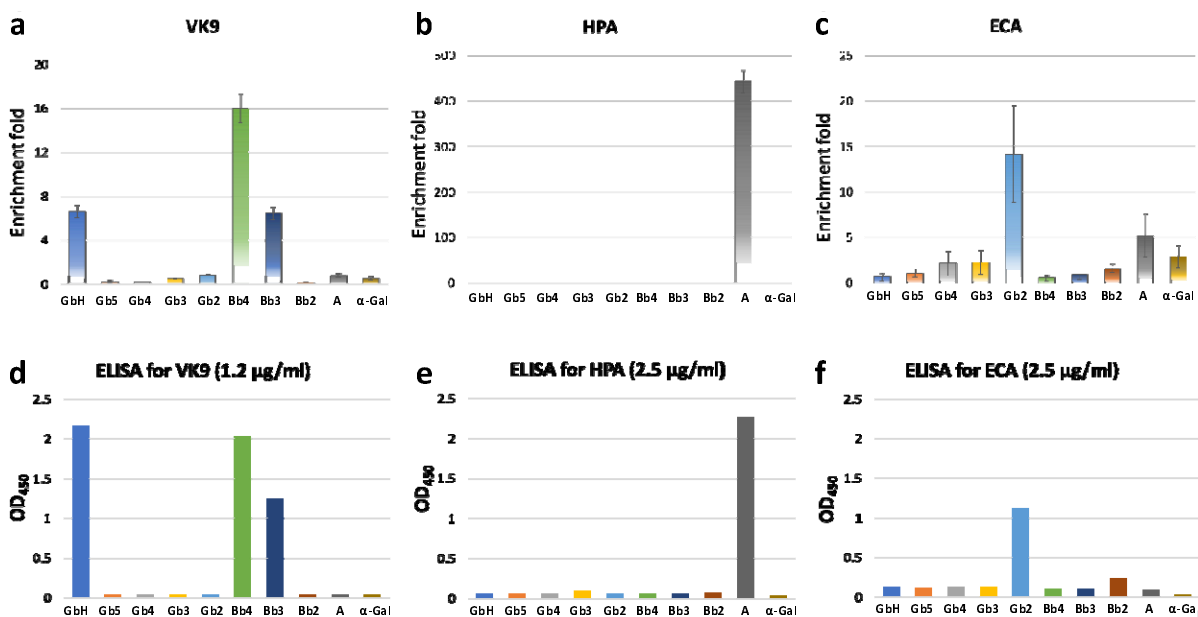 a VK9
20
16
12
8
4
0
Enrichment fold
GbH Gb5 Gb4 Gb3 Gb2 Bb4 Bb3 Bb2 A α-Gal
b HPA
500
400
300
200
100
0
Enrichment fold
GbH Gb5 Gb4 Gb3 Gb2 Bb4 Bb3 Bb2 A α-Gal
c ECA
25
20
15
10
5
0
Enrichment fold
GbH Gb5 Gb4 Gb3 Gb2 Bb4 Bb3 Bb2 A α-Gal
d ELISA for VK9 (1.2 μg/ml)
2.5
2
1.5
1
0.5
0
OD450
GbH Gb5 Gb4 Gb3 Gb2 Bb4 Bb3 Bb2 A α-Gal
e ELISA for HPA (2.5 μg/ml)
2.5
2
1.5
1
0.5
0
OD450
GbH Gb5 Gb4 Gb3 Gb2 Bb4 Bb3 Bb2 A α-Gal
f ELISA for ECA (2.5 μg/ml)
2.5
2
1.5
1
0.5
0
OD450
GbH Gb5 Gb4 Gb3 Gb2 Bb4 Bb3 Bb2 A α-Gal